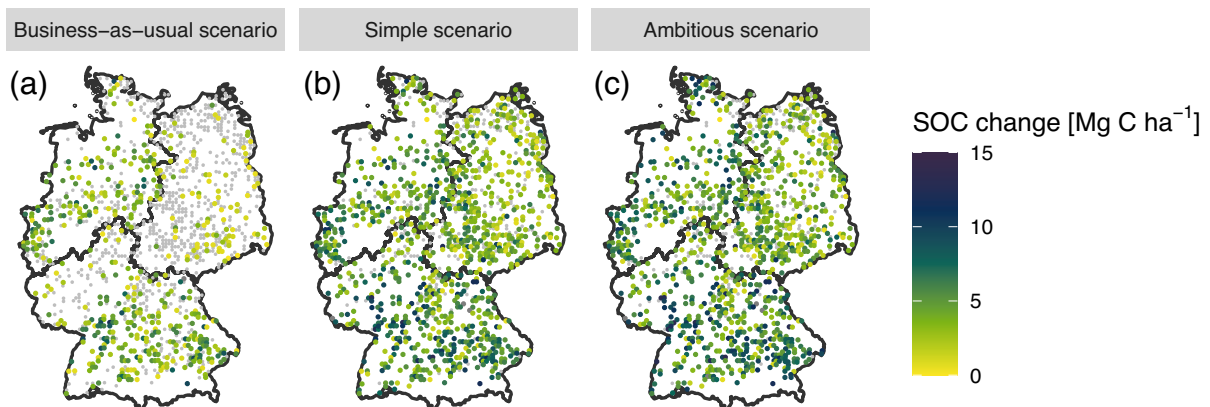 Business−as−usual scenario
Simple scenario
Ambitious scenario
(a)
(b)
(c)
SOC change [Mg C ha⁻¹]
15
10
5
0